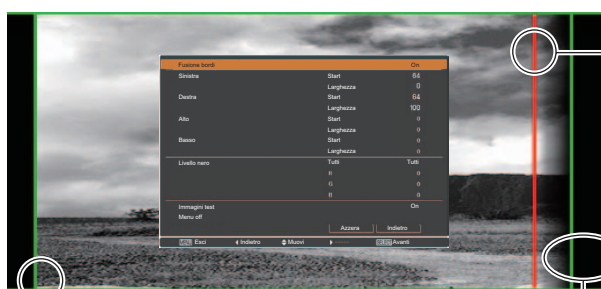 Fusione bordi On
Sinistra Start 64
Larghezza 0
Destra Start 64
Larghezza 100
Alto Start 0
Larghezza 0
Basso Start 0
Larghezza 0
Livello nero Tutti Tutti
R 0
G 0
B 0
Immagini test On
Menu off
Azzera Indietro
Esci Indietro Muovi Avanti